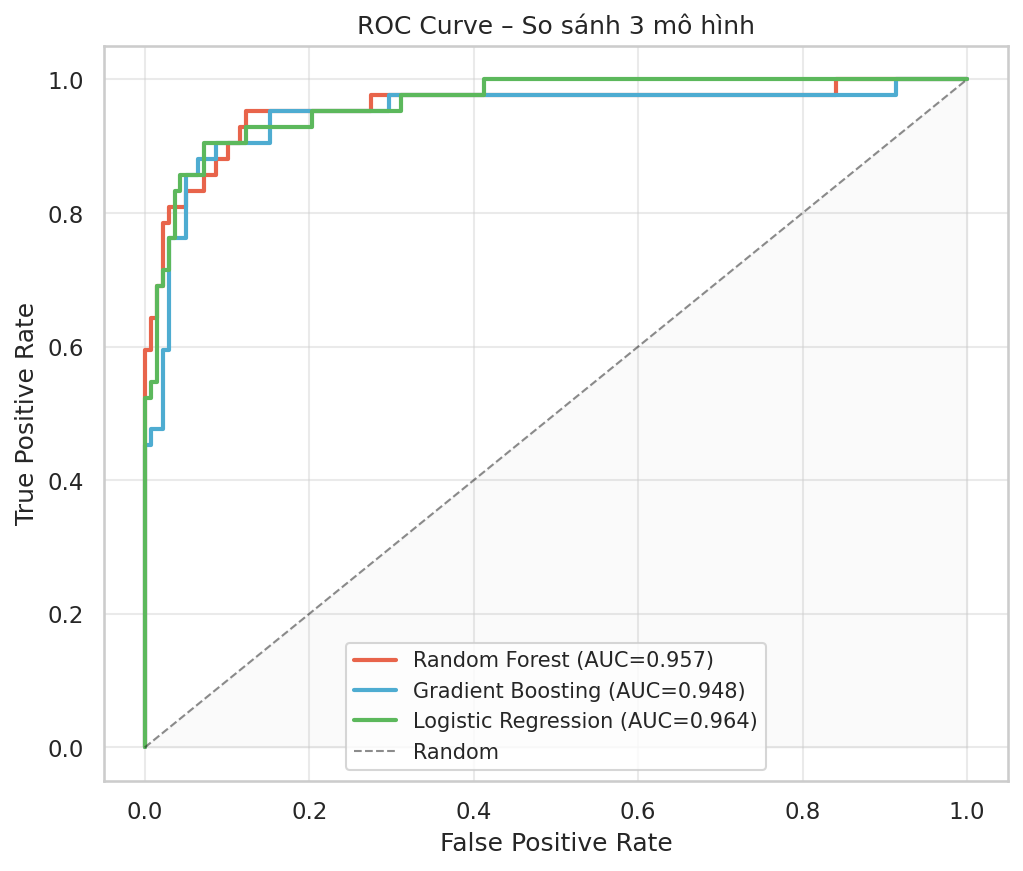 ROC Curve – So sánh 3 mô hình
True Positive Rate
1.0
0.8
0.6
0.4
0.2
0.0
Random Forest (AUC=0.957)
Gradient Boosting (AUC=0.948)
Logistic Regression (AUC=0.964)
Random
0.0 0.2 0.4 0.6 0.8 1.0
False Positive Rate